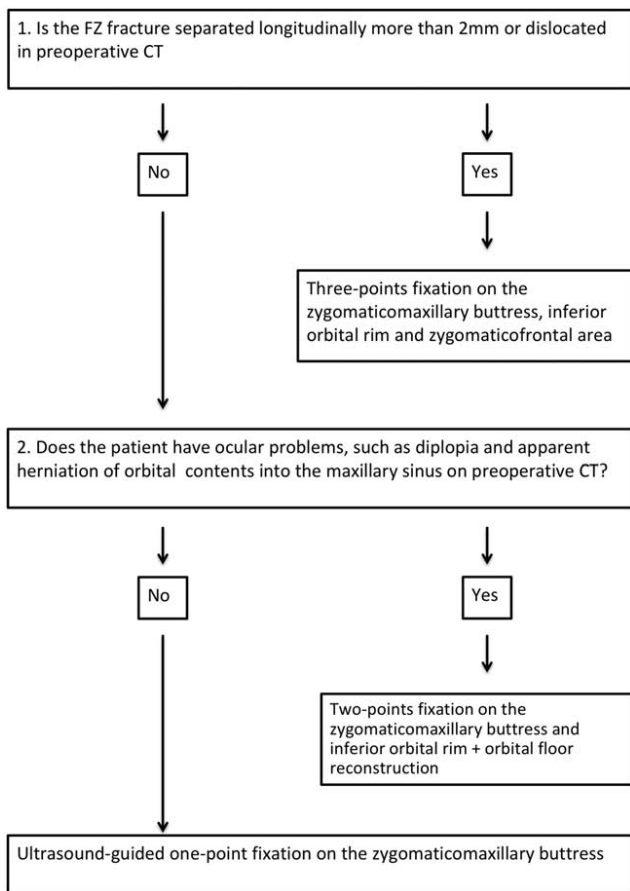 1. Is the FZ fracture separated longitudinally more than 2mm or dislocated
in preoperative CT
No
Yes
Three-points fixation on the
zygomaticomaxillary buttress, inferior
orbital rim and zygomaticofrontal area
2. Does the patient have ocular problems, such as diplopia and apparent
herniation of orbital contents into the maxillary sinus on preoperative CT?
No
Yes
Two-points fixation on the
zygomaticomaxillary buttress and
inferior orbital rim + orbital floor
reconstruction
Ultrasound-guided one-point fixation on the zygomaticomaxillary buttress